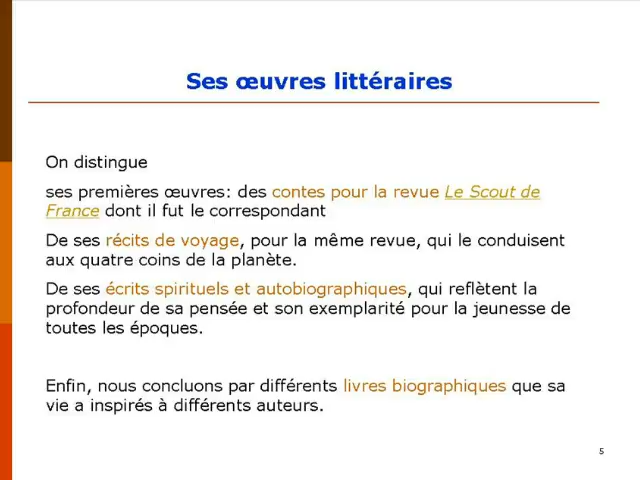 Ses œuvres littéraires
On distingue
ses premières œuvres: des contes pour la revue Le Scout de
France dont il fut le correspondant
De ses récits de voyage, pour la même revue, qui le conduisent
aux quatre coins de la planète.
De ses écrits spirituels et autobiographiques, qui reflètent la
profondeur de sa pensée et son exemplarité pour la jeunesse de
toutes les époques.
Enfin, nous concluons par différents livres biographiques que sa
vie a inspirés à différents auteurs.
5